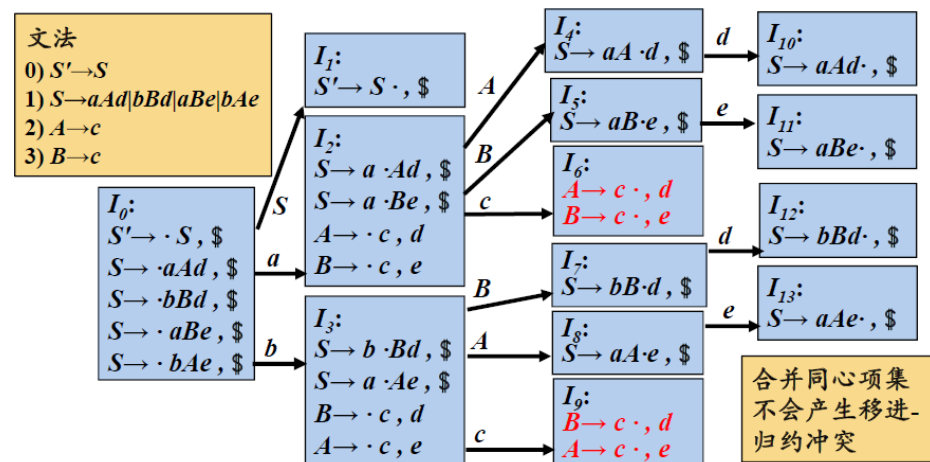 文法
0) S'→S
1) S→aAd|bBd|aBe|bAe
2) A→c
3) B→c
I0:
S'→ · S , $
S→ ·aAd , $
S→ ·bBd , $
S→ · aBe , $
S→ · bAe , $
S
a
b
I1:
S'→ S · , $
I2:
S→ a ·Ad , $
S→ a ·Be , $
A→ · c , d
B→ · c , e
I3:
S→ b ·Bd , $
S→ a ·Ae , $
B→ · c , d
A→ · c , e
A
B
c
B
A
c
I4:
S→ aA ·d , $
I5:
S→ aB·e , $
I6:
A→ c · , d
B→ c · , e
I7:
S→ bB·d , $
I8:
S→ aA·e , $
I9:
B→ c · , d
A→ c · , e
d
e
d
e
I10:
S→ aAd· , $
I11:
S→ aBe· , $
I12:
S→ bBd· , $
I13:
S→ aAe· , $
合并同心项集
不会产生移进-
归约冲突